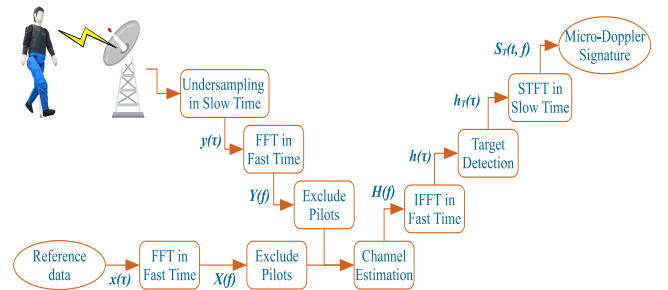 Undersampling
in Slow Time
y(τ)
FFT in
Fast Time
Y(f)
Exclude
Pilots
Reference
data
x(τ)
FFT in
Fast Time
X(f)
Exclude
Pilots
Channel
Estimation
H(f)
IFFT in
Fast Time
h(τ)
Target
Detection
h_T(τ)
STFT in
Slow Time
S_T(t, f)
Micro-Doppler
Signature